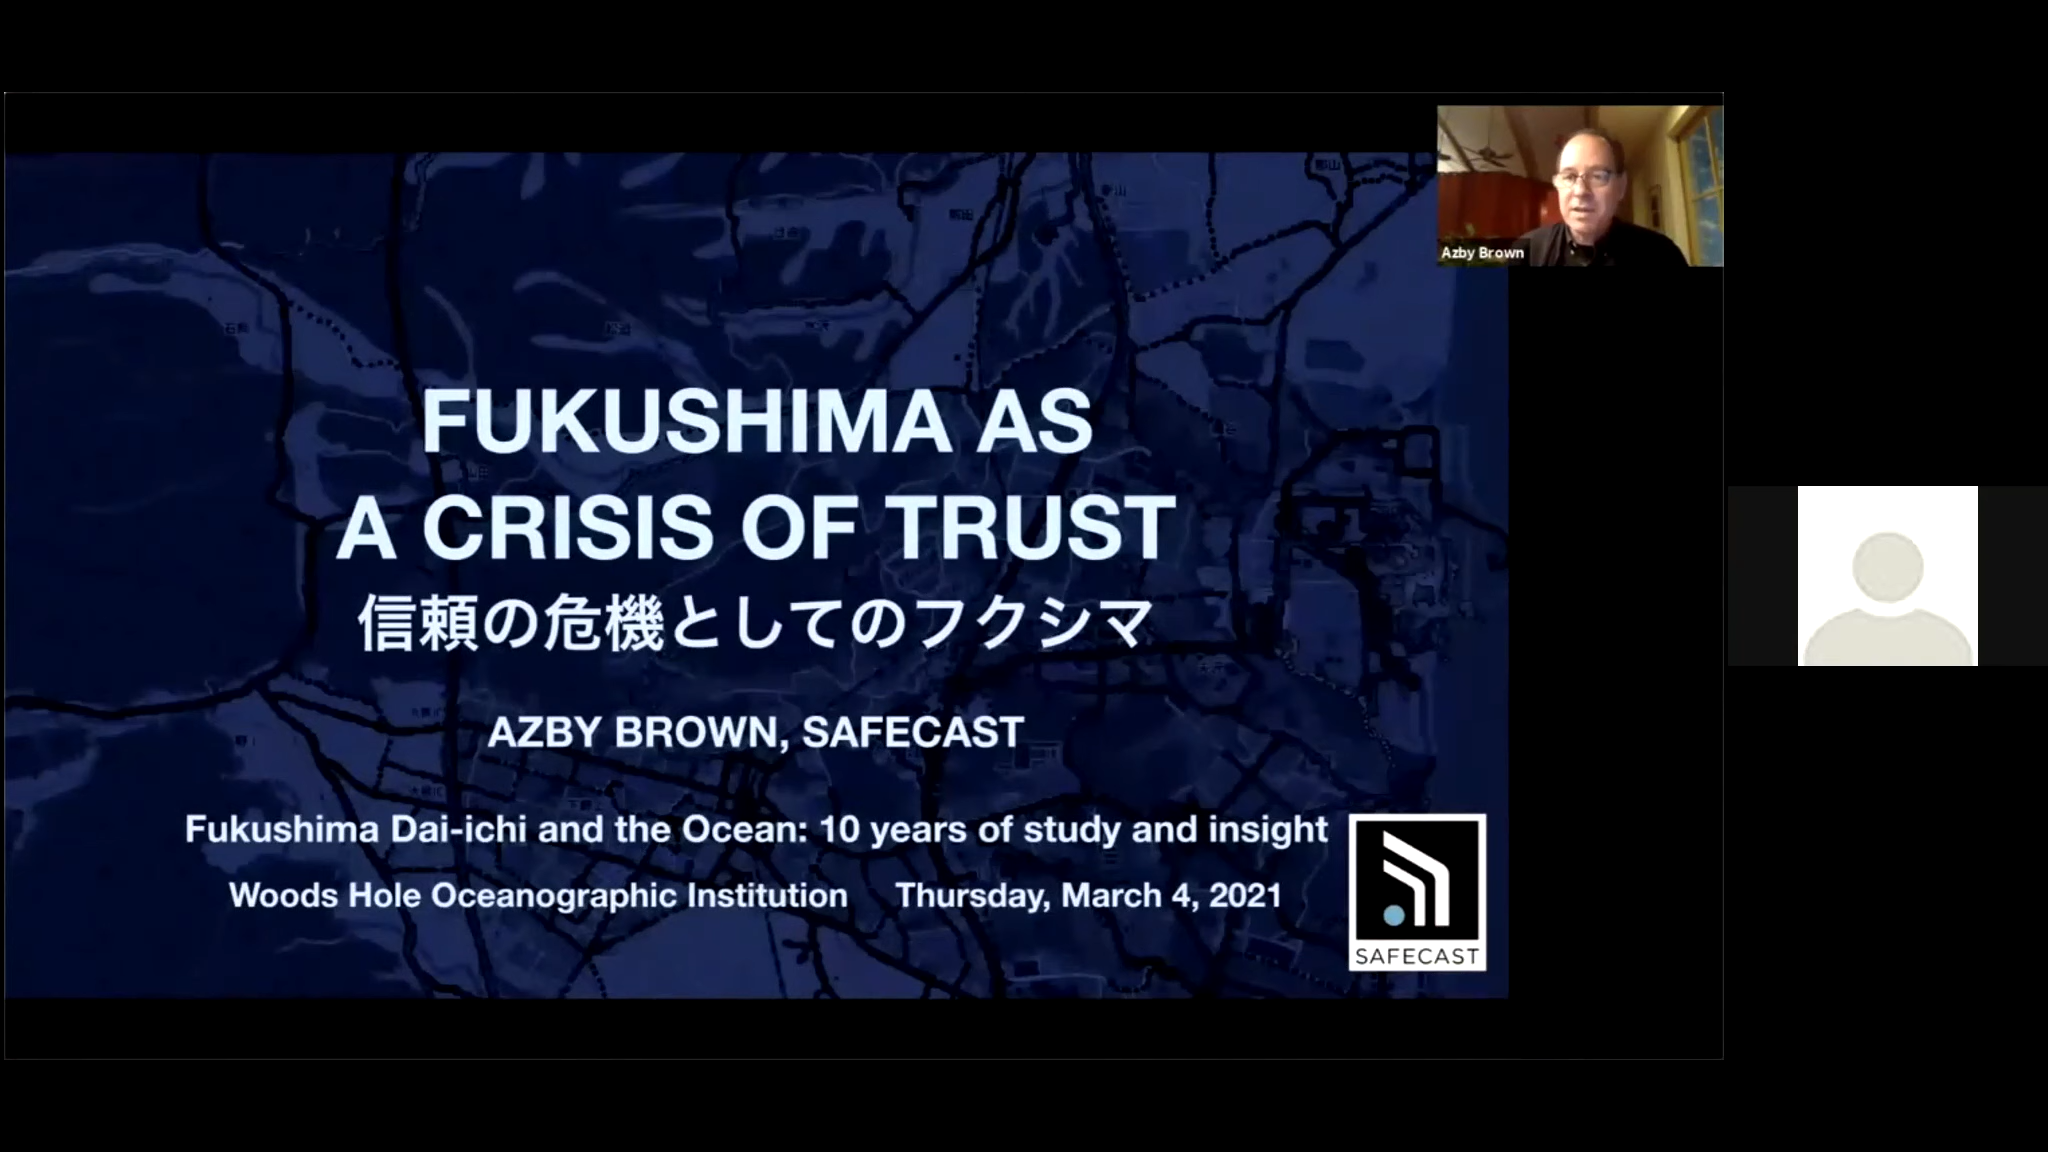 Azby Brown
FUKUSHIMA AS
A CRISIS OF TRUST
信頼の危機としてのフクシマ
AZBY BROWN, SAFECAST
Fukushima Dai-ichi and the Ocean: 10 years of study and insight
Woods Hole Oceanographic Institution Thursday, March 4, 2021
SAFECAST